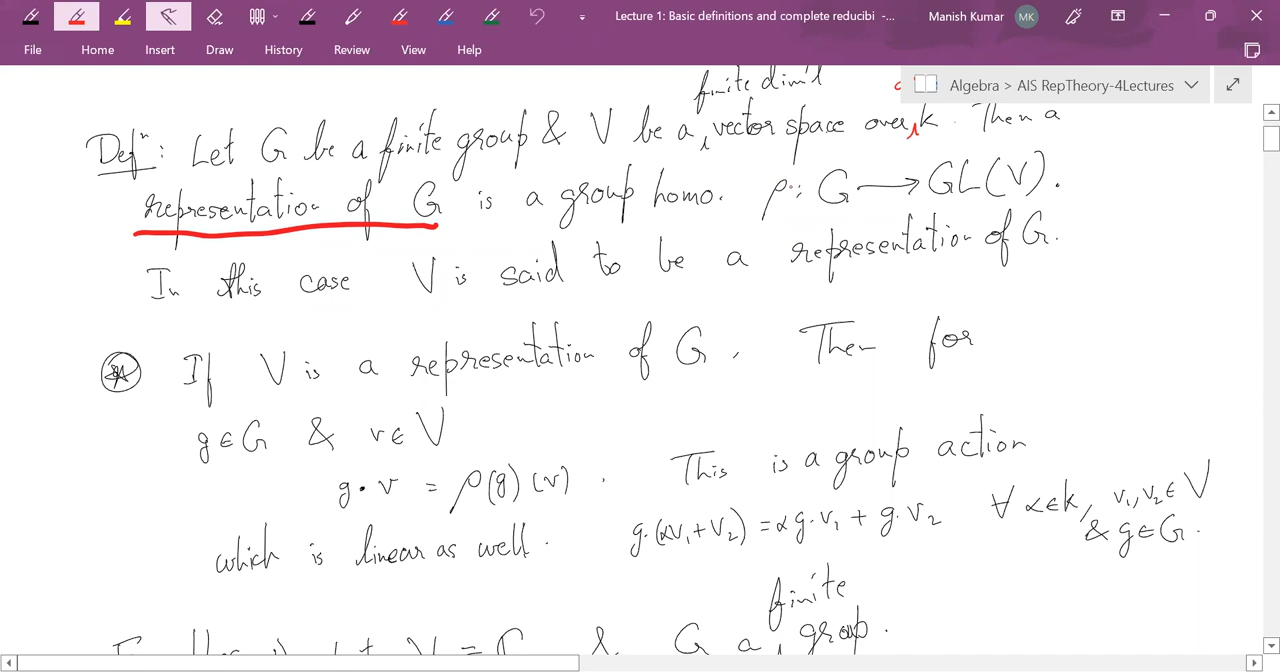 Lecture 1: Basic definitions and complete reducibi -...
Manish Kumar MK
File Home Insert Draw History Review View Help
Algebra > AIS RepTheory-4Lectures
finite dim'l
Defⁿ: Let G be a finite group & V be a vector space over k. Then a
representation of G is a group homo. ρ: G → GL(V).
In this case V is said to be a representation of G.
If V is a representation of G. Then for
g ∈ G & v ∈ V
g·v = ρ(g)(v). This is a group action
which is linear as well. g·(αv₁+v₂) = αg·v₁ + g·v₂ ∀ α∈k, v₁,v₂ ∈ V
& g∈G.
finite
& G a group.